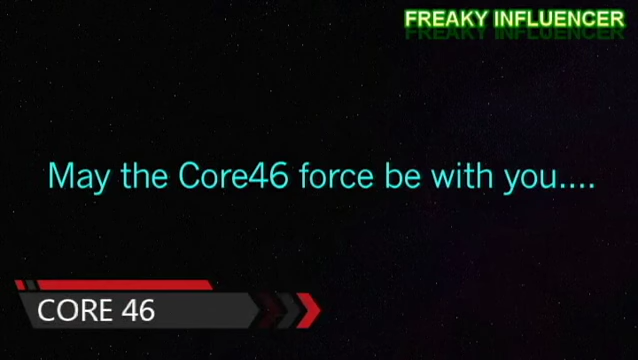 FREAKY INFLUENCER
May the Core46 force be with you....
CORE 46